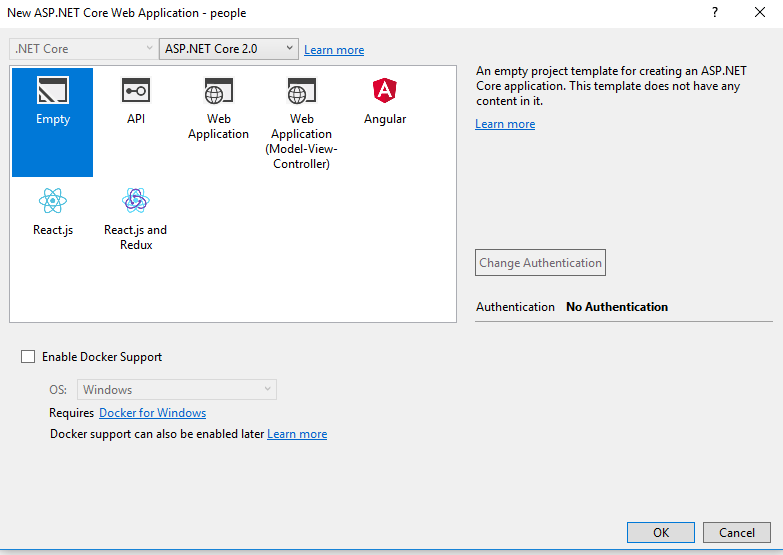 New ASP.NET Core Web Application - people
?
.NET Core
ASP.NET Core 2.0
Learn more
Empty
API
Web
Application
Web
Application
(Model-View-
Controller)
Angular
React.js
React.js and
Redux
An empty project template for creating an ASP.NET
Core application. This template does not have any
content in it.
Learn more
Change Authentication
Authentication No Authentication
Enable Docker Support
OS: Windows
Requires Docker for Windows
Docker support can also be enabled later Learn more
OK
Cancel